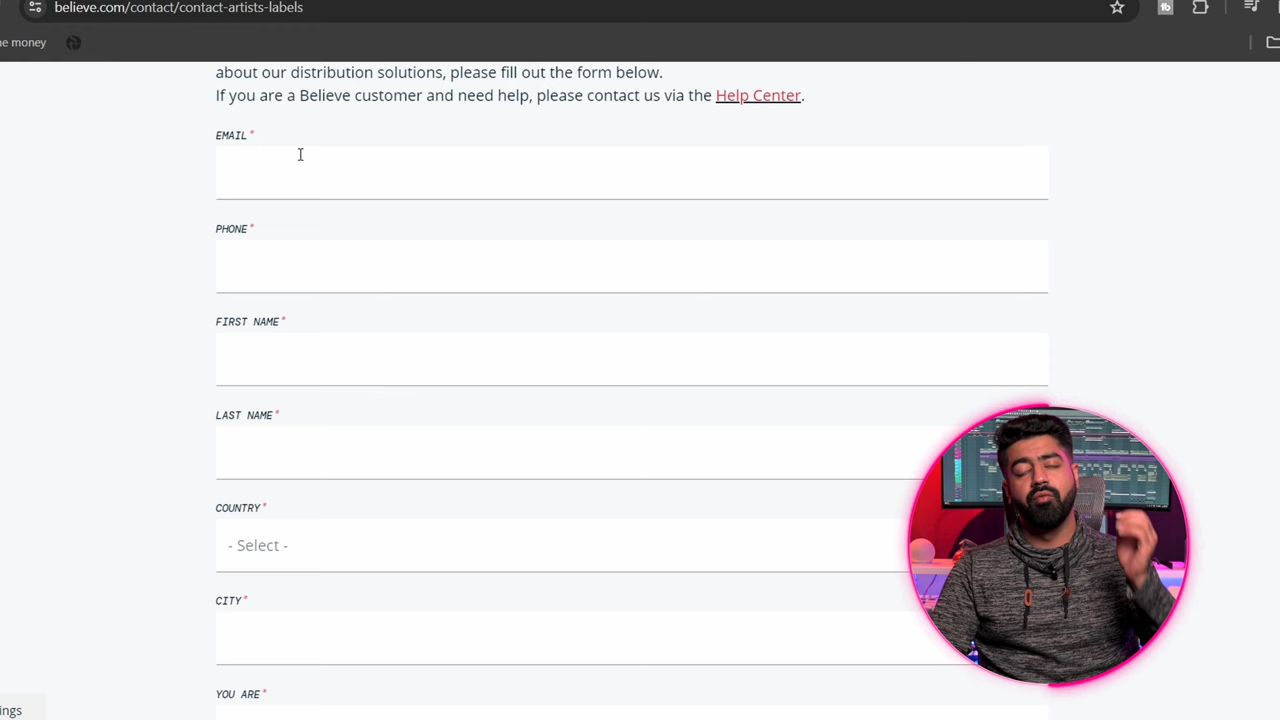 believe.com/contact/contact-artists-labels
ne money
about our distribution solutions, please fill out the form below.
If you are a Believe customer and need help, please contact us via the Help Center.
EMAIL*
PHONE*
FIRST NAME*
LAST NAME*
COUNTRY*
- Select -
CITY*
YOU ARE*
ings